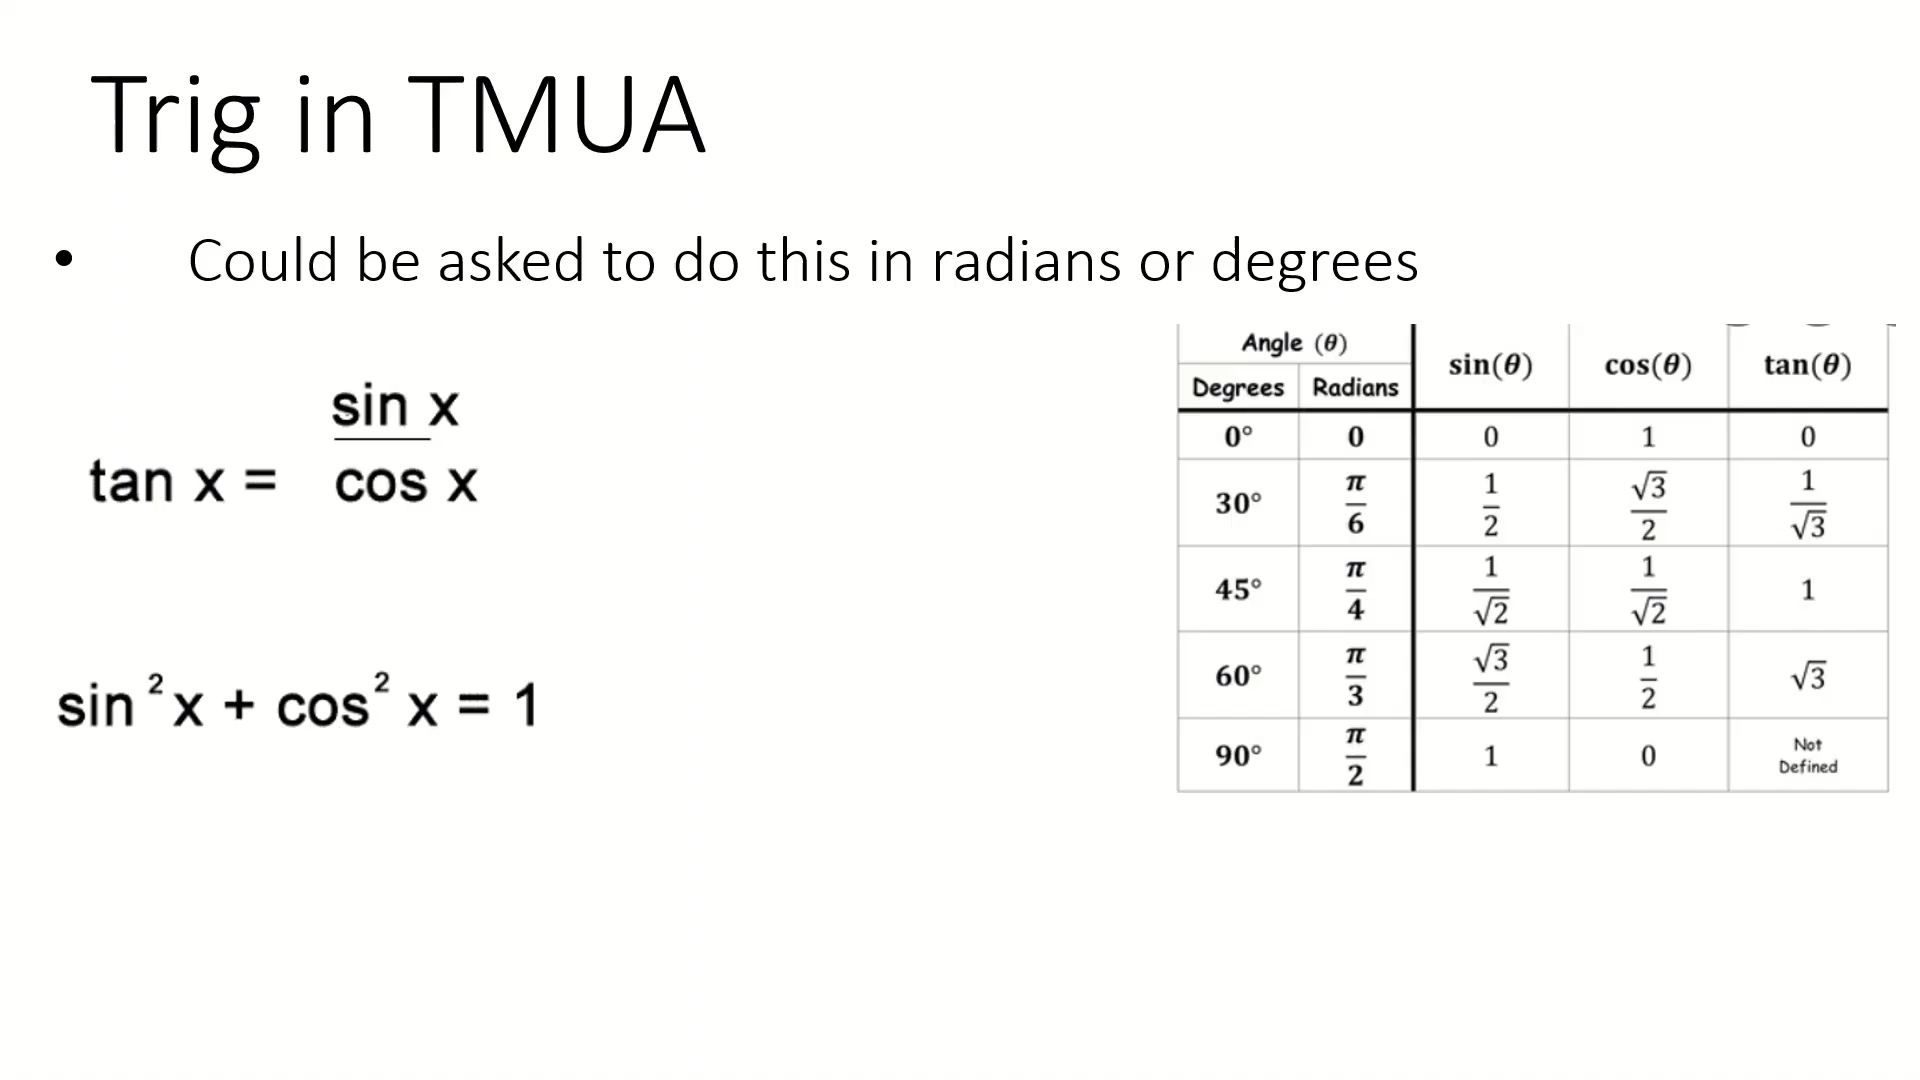 Trig in TMUA
• Could be asked to do this in radians or degrees
tan x = sin x / cos x
sin²x + cos²x = 1
Angle (θ) sin(θ) cos(θ) tan(θ)
Degrees Radians
0° 0 0 1 0
30° π/6 1/2 √3/2 1/√3
45° π/4 1/√2 1/√2 1
60° π/3 √3/2 1/2 √3
90° π/2 1 0 Not Defined